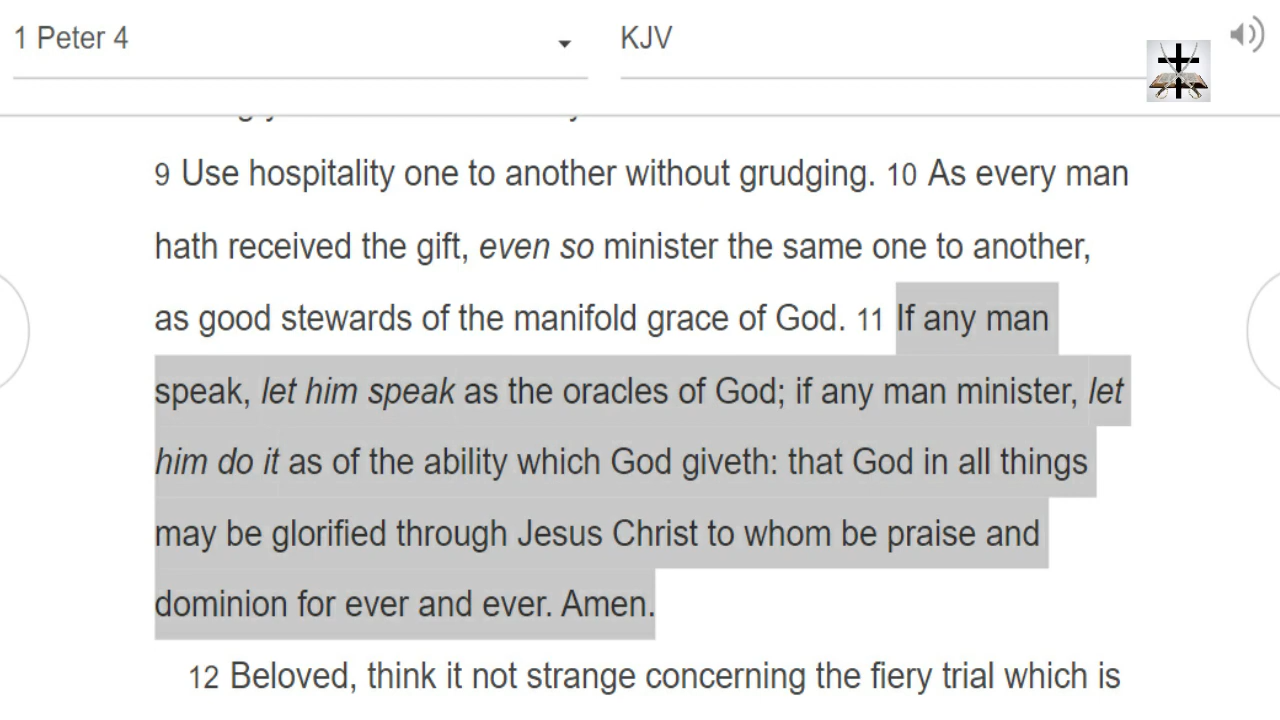 1 Peter 4
KJV
9 Use hospitality one to another without grudging. 10 As every man
hath received the gift, even so minister the same one to another,
as good stewards of the manifold grace of God. 11 If any man
speak, let him speak as the oracles of God; if any man minister, let
him do it as of the ability which God giveth: that God in all things
may be glorified through Jesus Christ to whom be praise and
dominion for ever and ever. Amen.
12 Beloved, think it not strange concerning the fiery trial which is